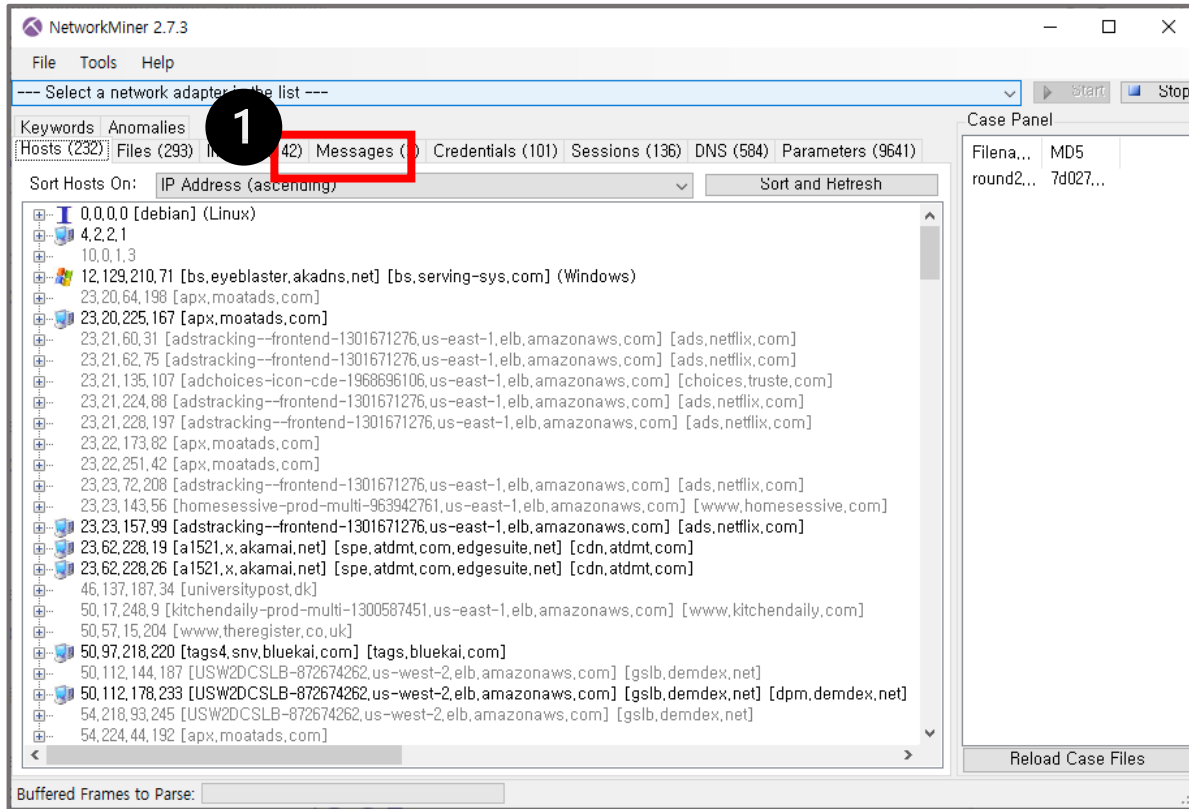 NetworkMiner 2.7.3
File Tools Help
--- Select a network adapter in the list ---
Start Stop
Keywords Anomalies
1
Hosts (232) Files (293) 42) Messages ( Credentials (101) Sessions (136) DNS (584) Parameters (9641)
Sort Hosts On: IP Address (ascending) Sort and Refresh
0,0,0,0 [debian] (Linux)
4,2,2,1
10,0,1,3
12,129,210,71 [bs,eyeblaster,akadns,net] [bs,serving-sys,com] (Windows)
23,20,64,198 [apx,moatads,com]
23,20,225,167 [apx,moatads,com]
23,21,60,31 [adstracking--frontend-1301671276,us-east-1,elb,amazonaws,com] [ads,netflix,com]
23,21,62,75 [adstracking--frontend-1301671276,us-east-1,elb,amazonaws,com] [ads,netflix,com]
23,21,135,107 [adchoices-icon-cde-1968696106,us-east-1,elb,amazonaws,com] [choices,truste,com]
23,21,224,88 [adstracking--frontend-1301671276,us-east-1,elb,amazonaws,com] [ads,netflix,com]
23,21,228,197 [adstracking--frontend-1301671276,us-east-1,elb,amazonaws,com] [ads,netflix,com]
23,22,173,82 [apx,moatads,com]
23,22,251,42 [apx,moatads,com]
23,23,72,208 [adstracking--frontend-1301671276,us-east-1,elb,amazonaws,com] [ads,netflix,com]
23,23,143,56 [homesessive-prod-multi-963942761,us-east-1,elb,amazonaws,com] [www,homesessive,com]
23,23,157,99 [adstracking--frontend-1301671276,us-east-1,elb,amazonaws,com] [ads,netflix,com]
23,62,228,19 [a1521,x,akamai,net] [spe,atdmt,com,edgesuite,net] [cdn,atdmt,com]
23,62,228,26 [a1521,x,akamai,net] [spe,atdmt,com,edgesuite,net] [cdn,atdmt,com]
46,137,187,34 [universitypost,dk]
50,17,248,9 [kitchendaily-prod-multi-1300587451,us-east-1,elb,amazonaws,com] [www,kitchendaily,com]
50,57,15,204 [www,theregister,co,uk]
50,97,218,220 [tags4,snv,bluekai,com] [tags,bluekai,com]
50,112,144,187 [USW2DCSLB-872674262,us-west-2,elb,amazonaws,com] [gslb,demdex,net]
50,112,178,233 [USW2DCSLB-872674262,us-west-2,elb,amazonaws,com] [gslb,demdex,net] [dpm,demdex,net]
54,218,93,245 [USW2DCSLB-872674262,us-west-2,elb,amazonaws,com] [gslb,demdex,net]
54,224,44,192 [apx,moatads,com]
Buffered Frames to Parse:
Case Panel
Filena,,, MD5
round2,,, 7d027,,,
Reload Case Files